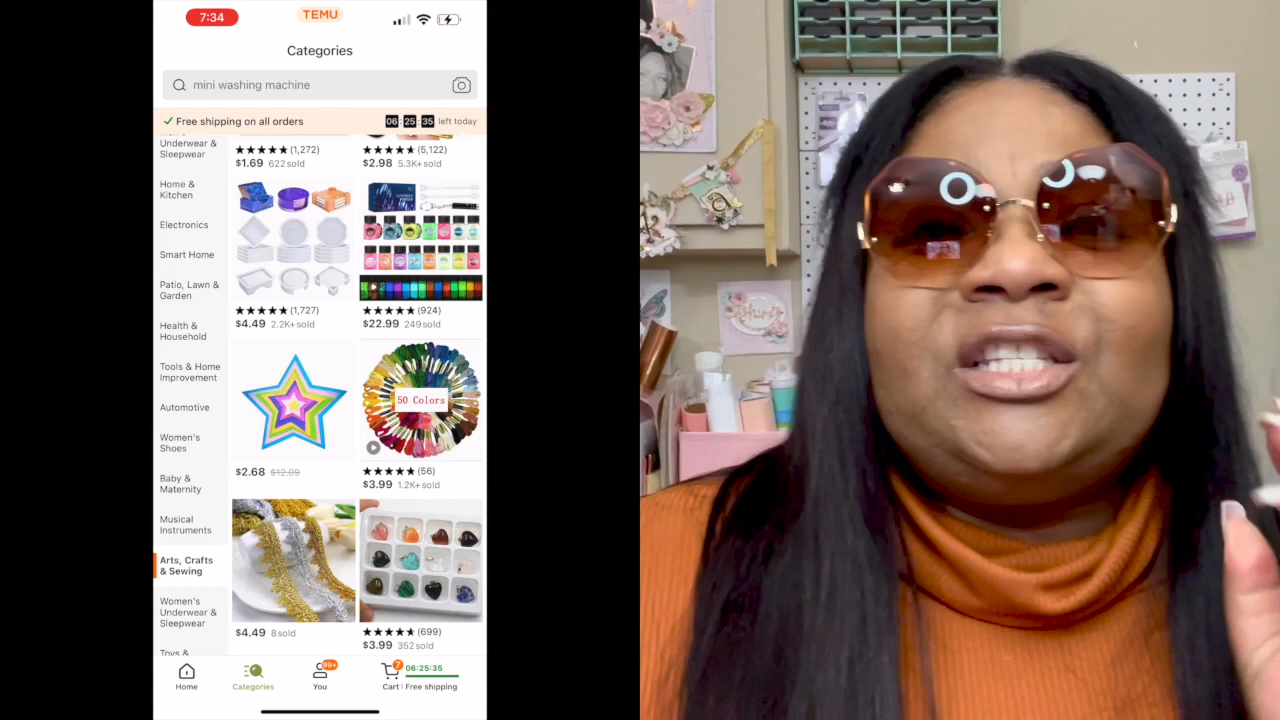 7:34
TEMU
Categories
mini washing machine
Free shipping on all orders
06 25 35 left today
Underwear &
Sleepwear
Home &
Kitchen
Electronics
Smart Home
Patio, Lawn &
Garden
Health &
Household
Tools & Home
Improvement
Automotive
Women's
Shoes
Baby &
Maternity
Musical
Instruments
Arts, Crafts
& Sewing
Women's
Underwear &
Sleepwear
(1,272)
$1.69 622 sold
(5,122)
$2.98 5.3K+ sold
(1,727)
$4.49 2.2K+ sold
(924)
$22.99 249 sold
50 Colors
$2.68 $12.09
(56)
$3.99 1.2K+ sold
$4.49 8 sold
(699)
$3.99 352 sold
Home
Categories
99+
You
7
06:25:35
Cart | Free shipping